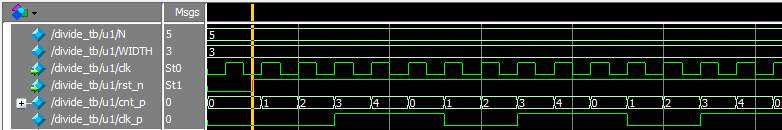 Msgs
/divide_tb/u1/N 5 5
/divide_tb/u1/WIDTH 3 3
/divide_tb/u1/clk St0
/divide_tb/u1/rst_n St1
/divide_tb/u1/cnt_p 0 0 1 2 3 4 0 1 2 3 4 0 1 2 3 4 0
/divide_tb/u1/clk_p 0